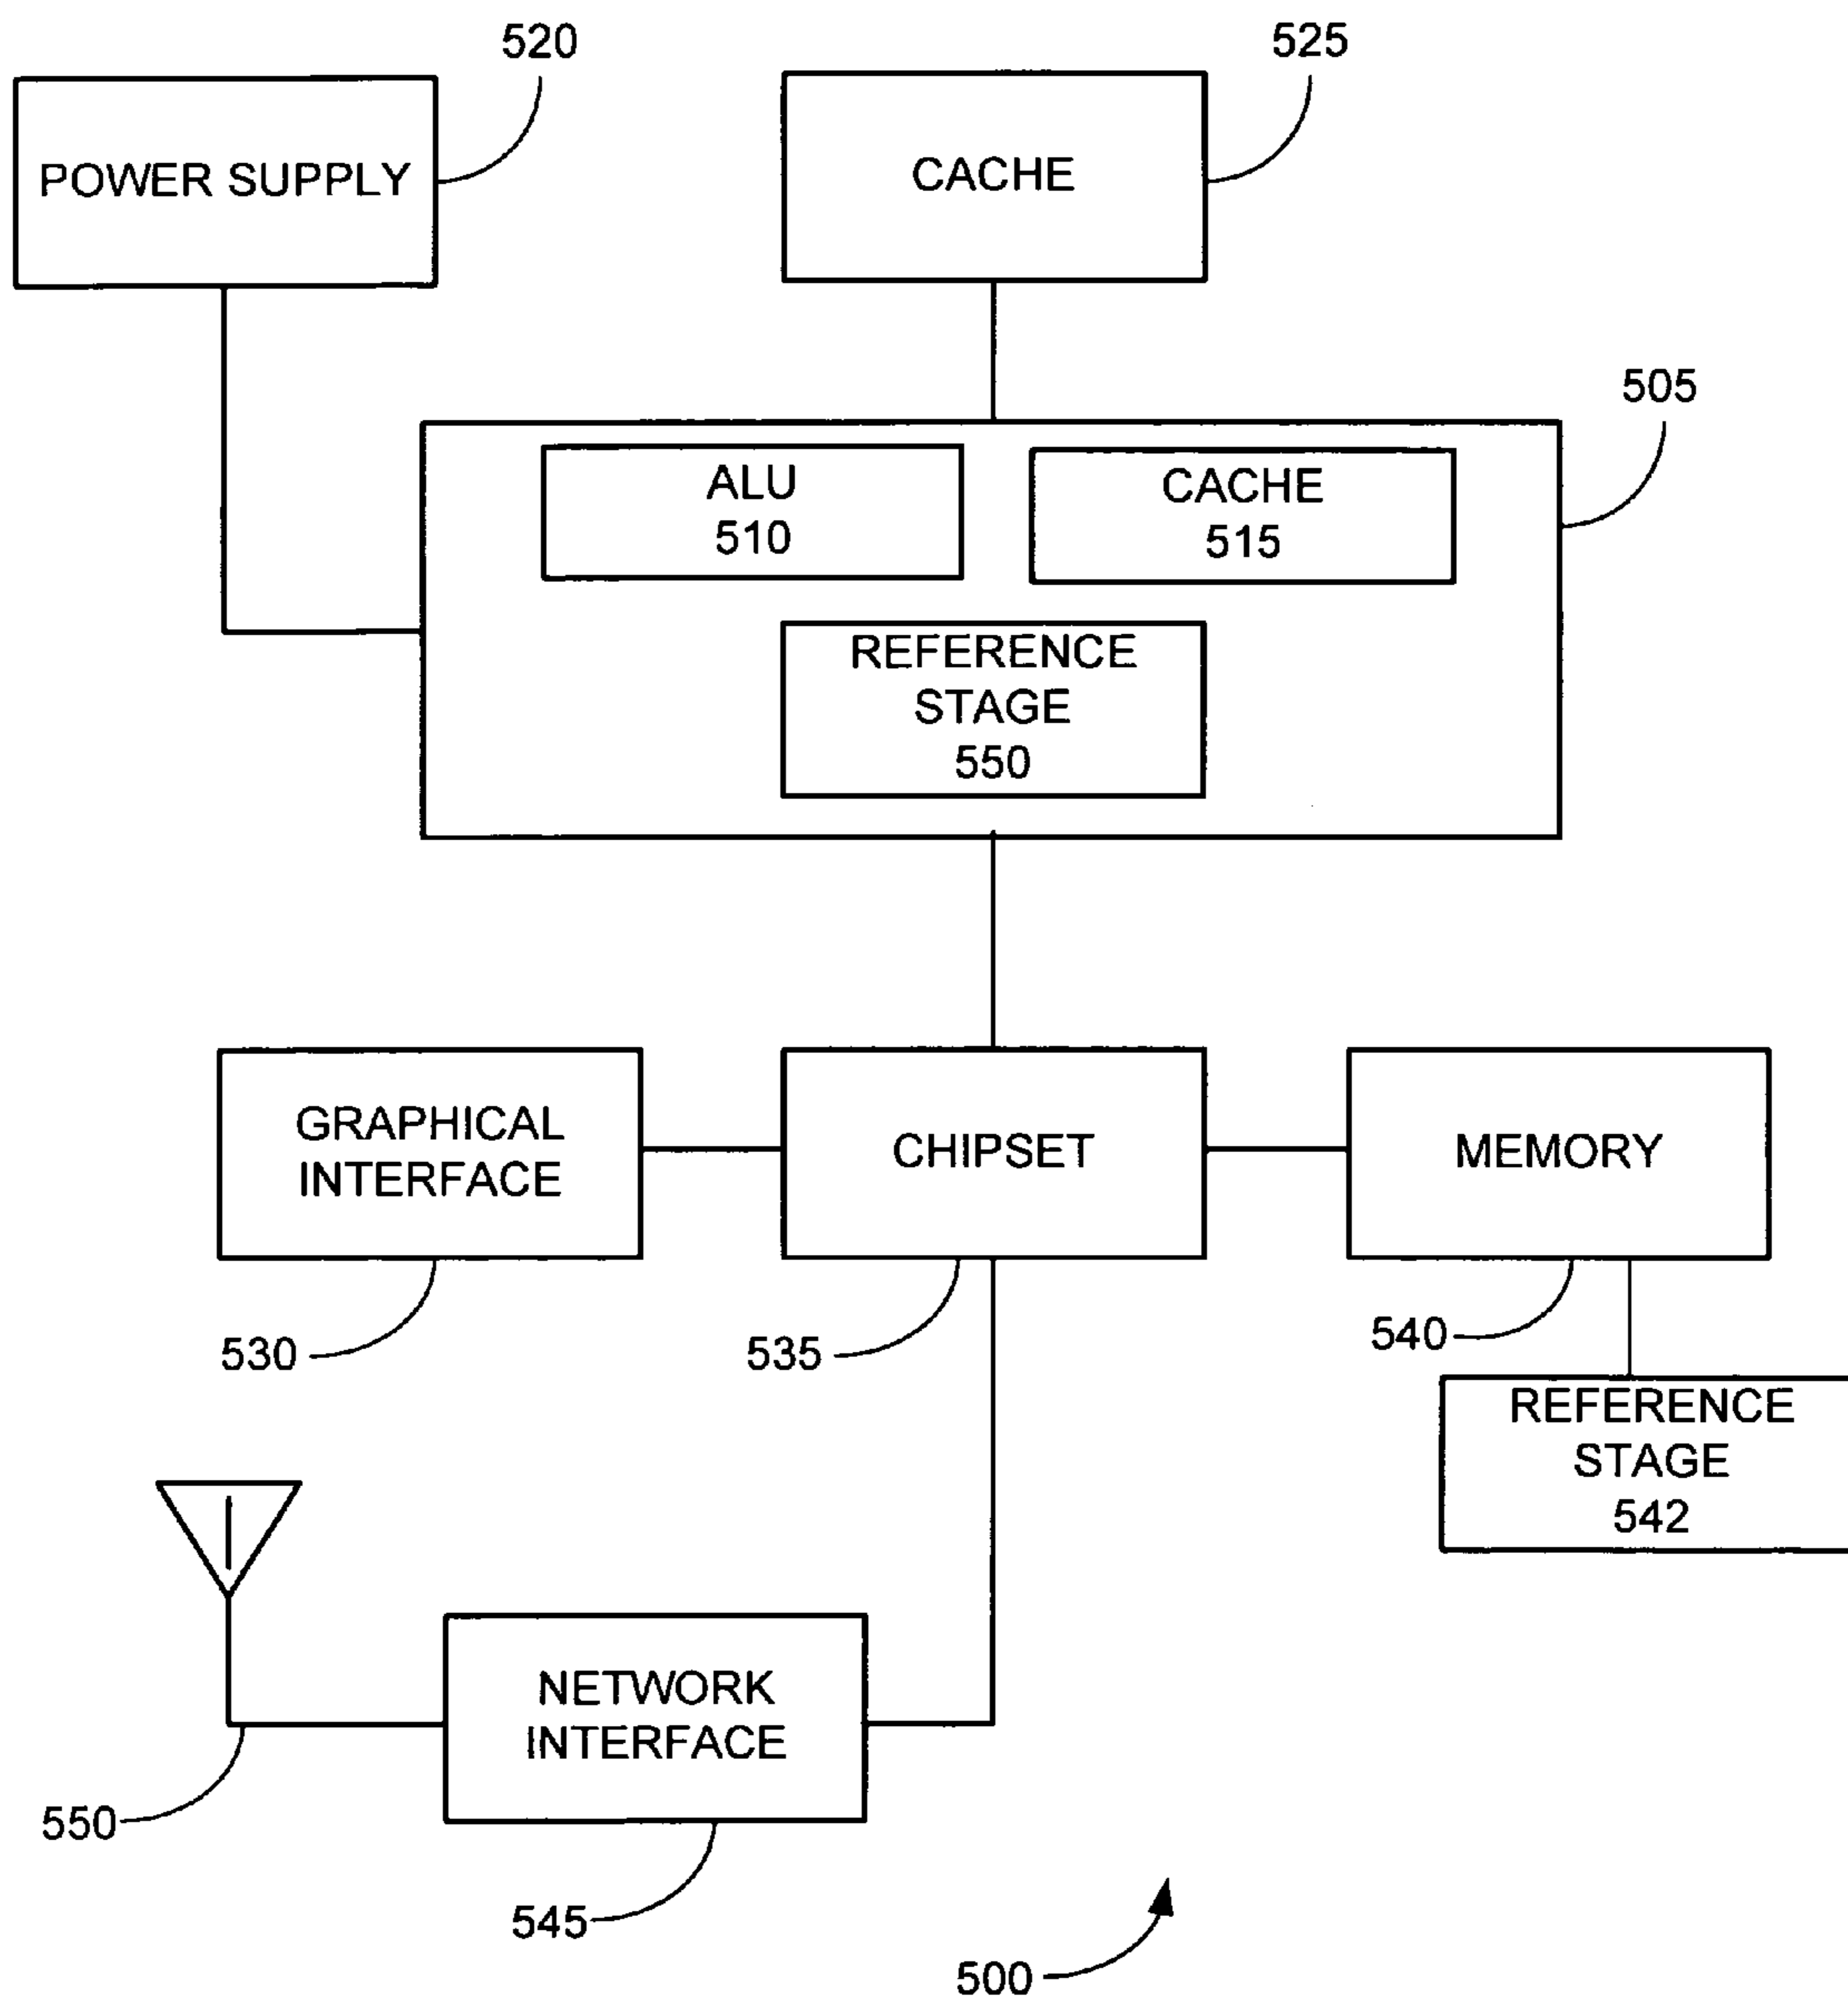 520
525
POWER SUPPLY
CACHE
505
ALU
510
CACHE
515
REFERENCE
STAGE
550
GRAPHICAL
INTERFACE
CHIPSET
MEMORY
530
535
540
REFERENCE
STAGE
542
NETWORK
INTERFACE
550
545
500